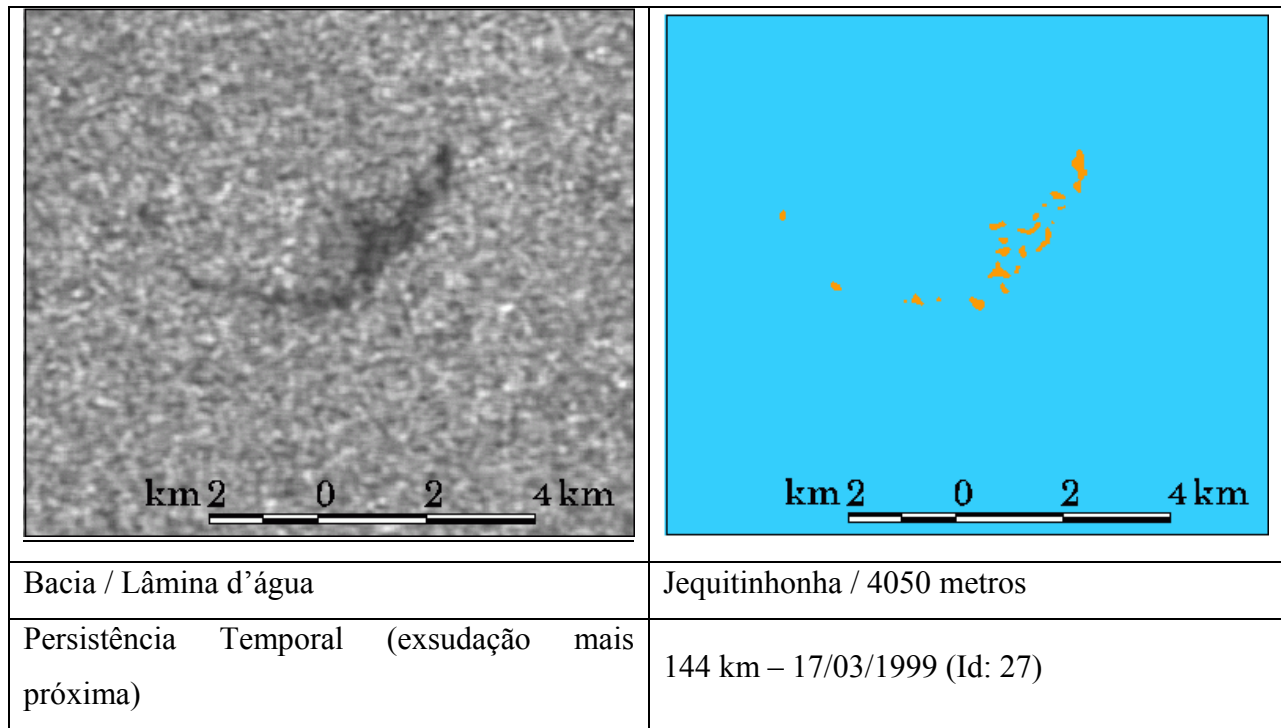 km 2 0 2 4 km
km 2 0 2 4 km
Bacia / Lâmina d’água
Jequitinhonha / 4050 metros
Persistência Temporal (exsudação mais
próxima)
144 km – 17/03/1999 (Id: 27)